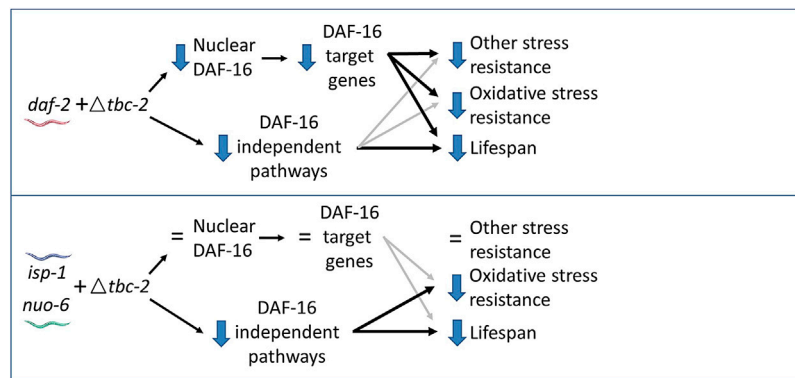 Nuclear
DAF-16
DAF-16
target
genes
Other stress
resistance
daf-2 + △tbc-2
Oxidative stress
resistance
DAF-16
independent
pathways
Lifespan
= Nuclear
DAF-16
= DAF-16
target
genes
= Other stress
resistance
isp-1
nuo-6
+ △tbc-2
Oxidative stress
resistance
DAF-16
independent
pathways
Lifespan